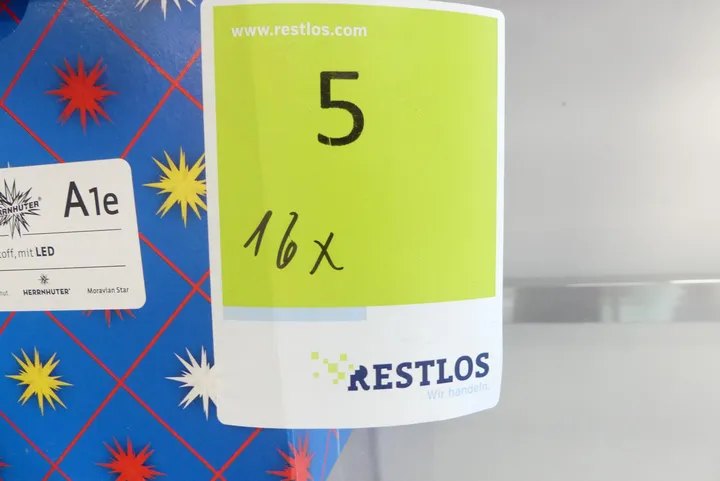 www.restlos.com
5
16x
RESTLOS
Wir handeln.
HERRNHUTER®
A1e
mit LED
HERRNHUTER®
Moravian Star